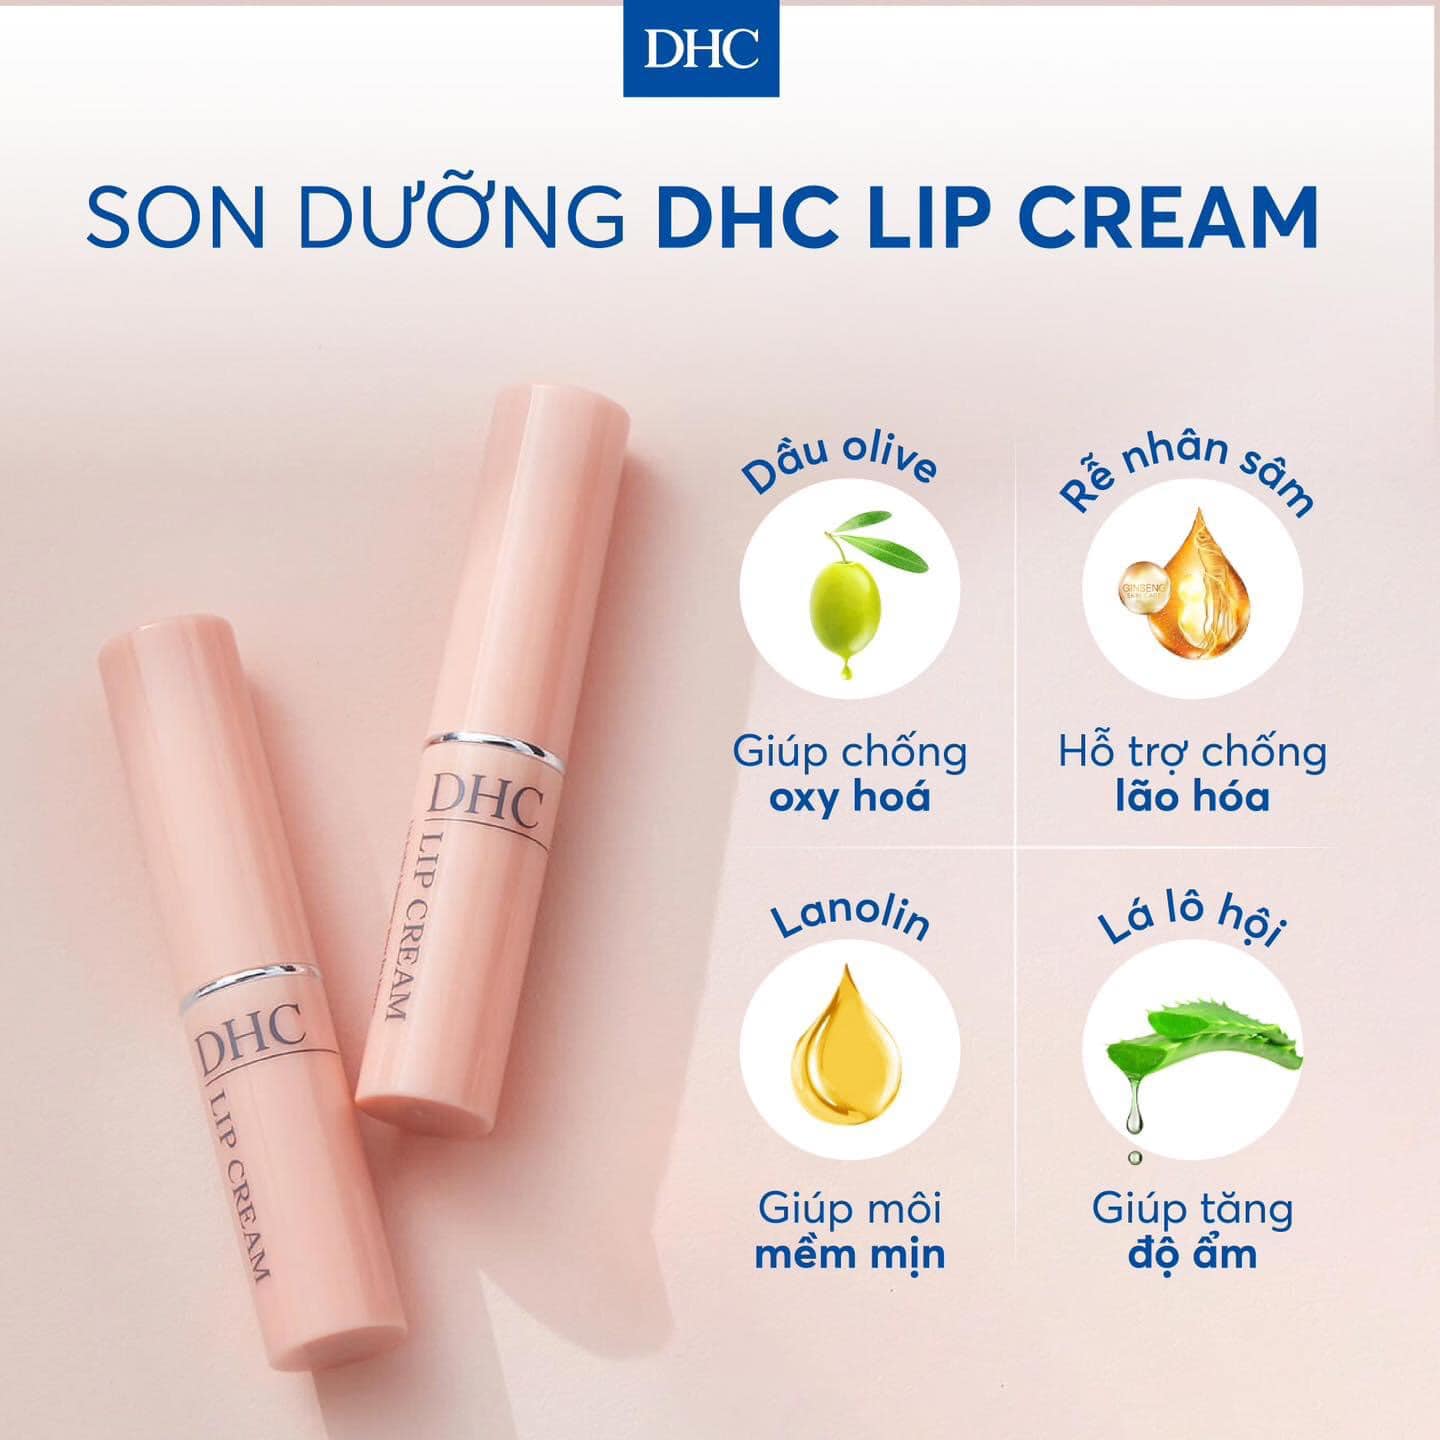 DHC
SON DƯỠNG DHC LIP CREAM
Dầu olive
Giúp chống
oxy hoá
Rễ nhân sâm
GINSENG
Hỗ trợ chống
lão hóa
Lanolin
Giúp môi
mềm mịn
Lá lô hội
Giúp tăng
độ ẩm
DHC
LIP CREAM
DHC
LIP CREAM